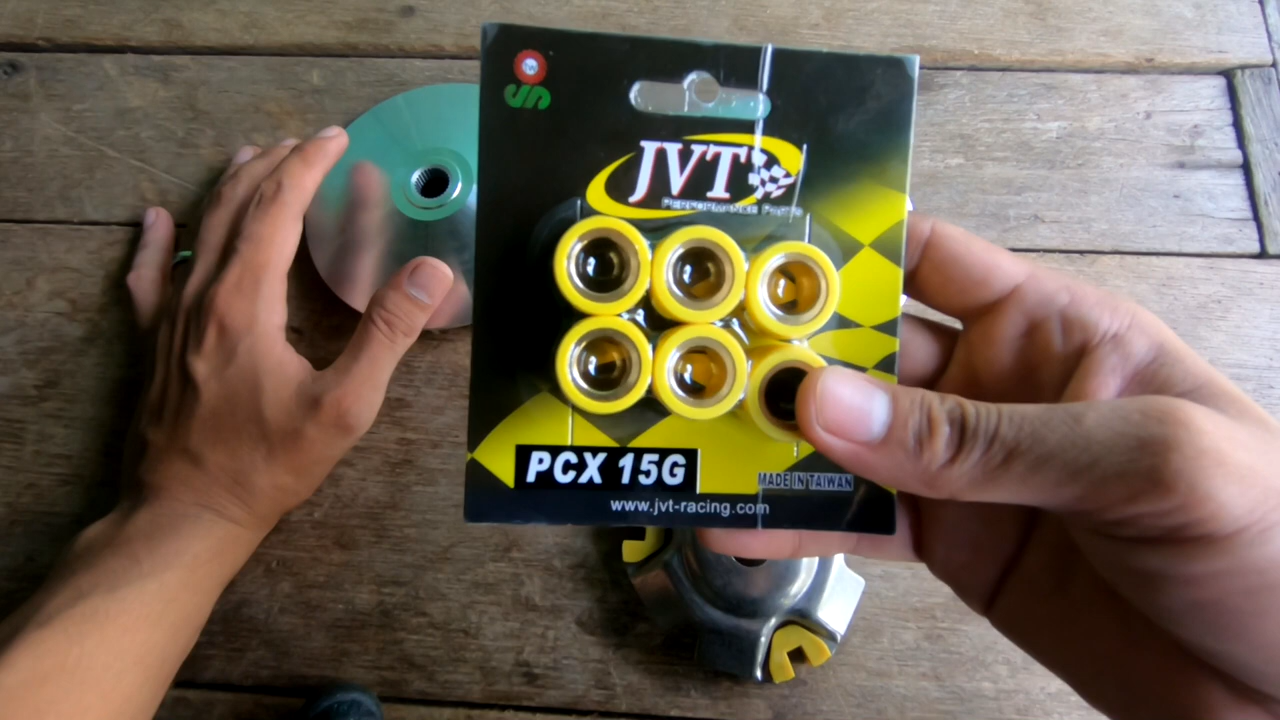 JVT
PERFORMANCE PARTS
PCX 15G
MADE IN TAIWAN
www.jvt-racing.com